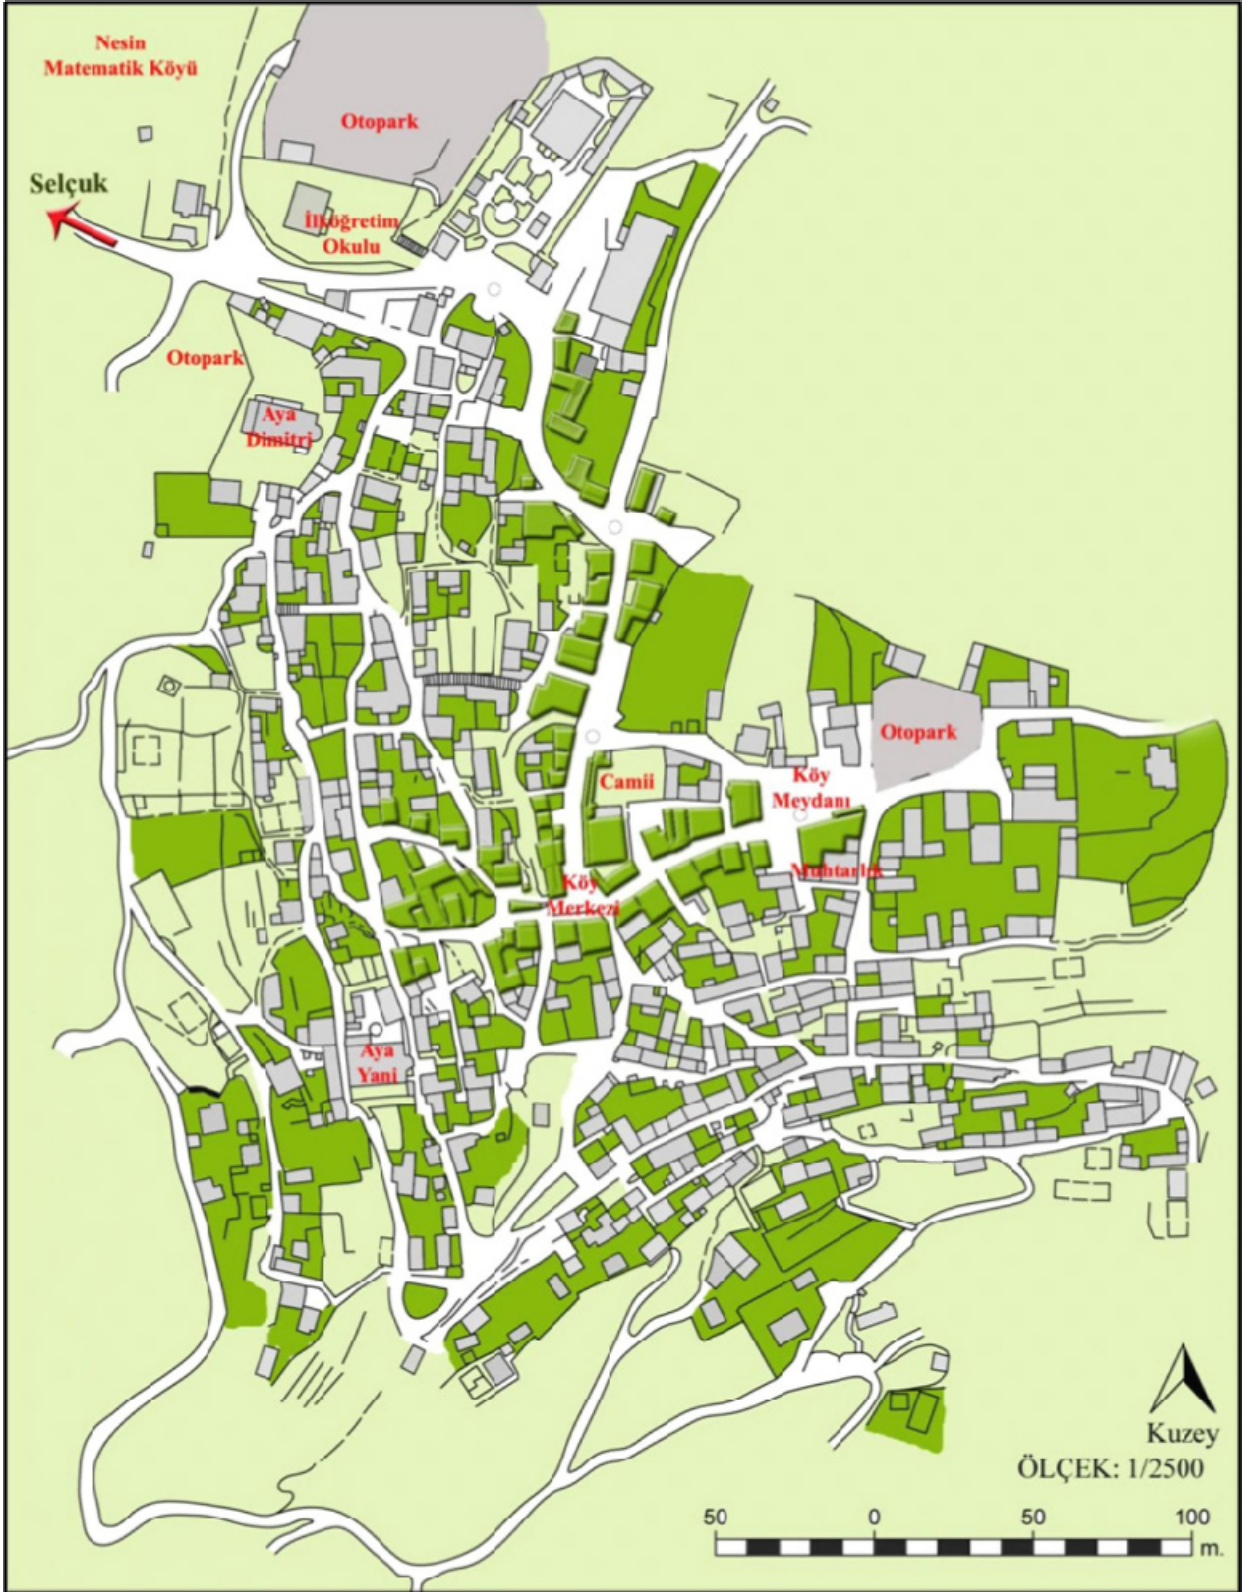 Nesin
Matematik Köyü
Otopark
Selçuk
İlköğretim
Okulu
Otopark
Aya
Dimitri
Otopark
Camii
Köy
Meydanı
Muhtarlık
Köy
Merkezi
Aya
Yani
Kuzey
ÖLÇEK: 1/2500
50 0 50 100
m.